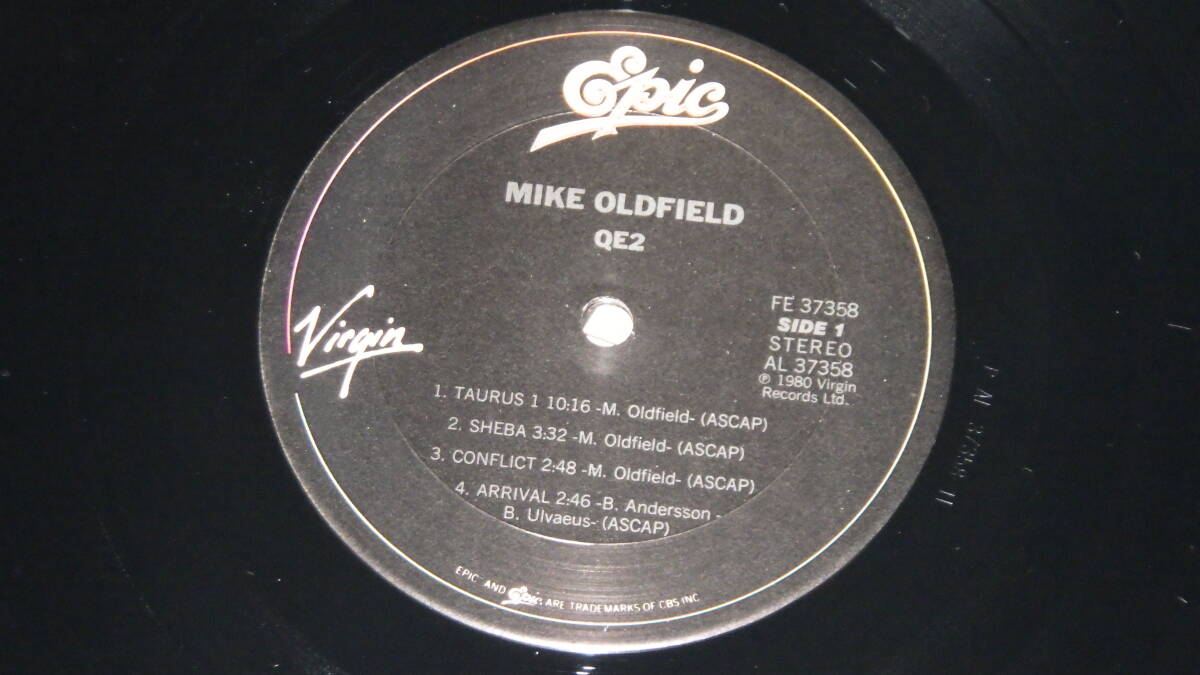 Epic
MIKE OLDFIELD
QE2
Virgin
FE 37358
SIDE 1
STEREO
AL 37358
℗ 1980 Virgin
Records Ltd.
1. TAURUS 1 10:16 -M. Oldfield- (ASCAP)
2. SHEBA 3:32 -M. Oldfield- (ASCAP)
3. CONFLICT 2:48 -M. Oldfield- (ASCAP)
4. ARRIVAL 2:46 -B. Andersson -
B. Ulvaeus- (ASCAP)
EPIC AND Epic ARE TRADEMARKS OF CBS INC.